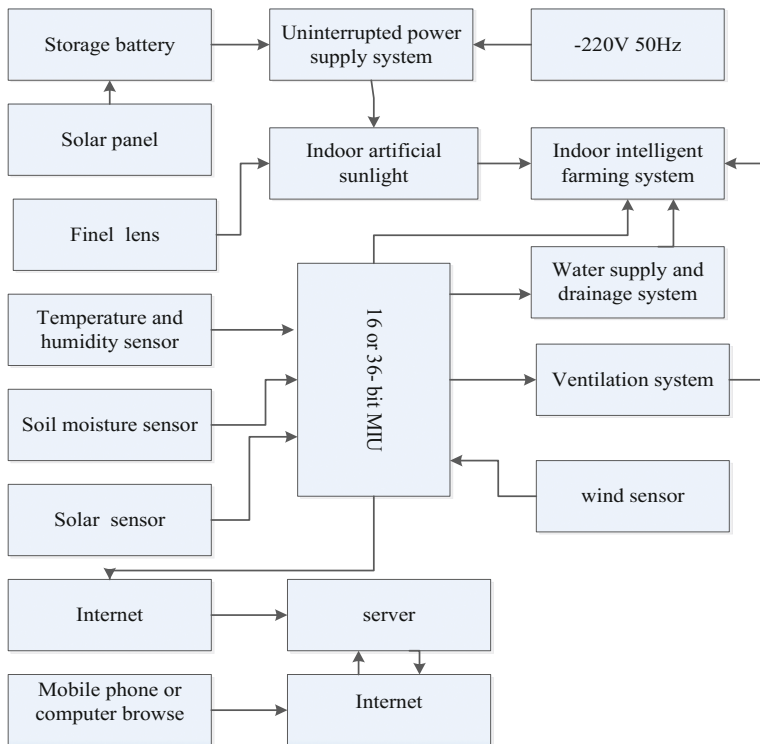 Storage battery
Uninterrupted power
supply system
-220V 50Hz
Solar panel
Indoor artificial
sunlight
Indoor intelligent
farming system
Finel lens
Water supply and
drainage system
Temperature and
humidity sensor
16 or 36- bit MIU
Ventilation system
Soil moisture sensor
wind sensor
Solar sensor
Internet
server
Mobile phone or
computer browse
Internet